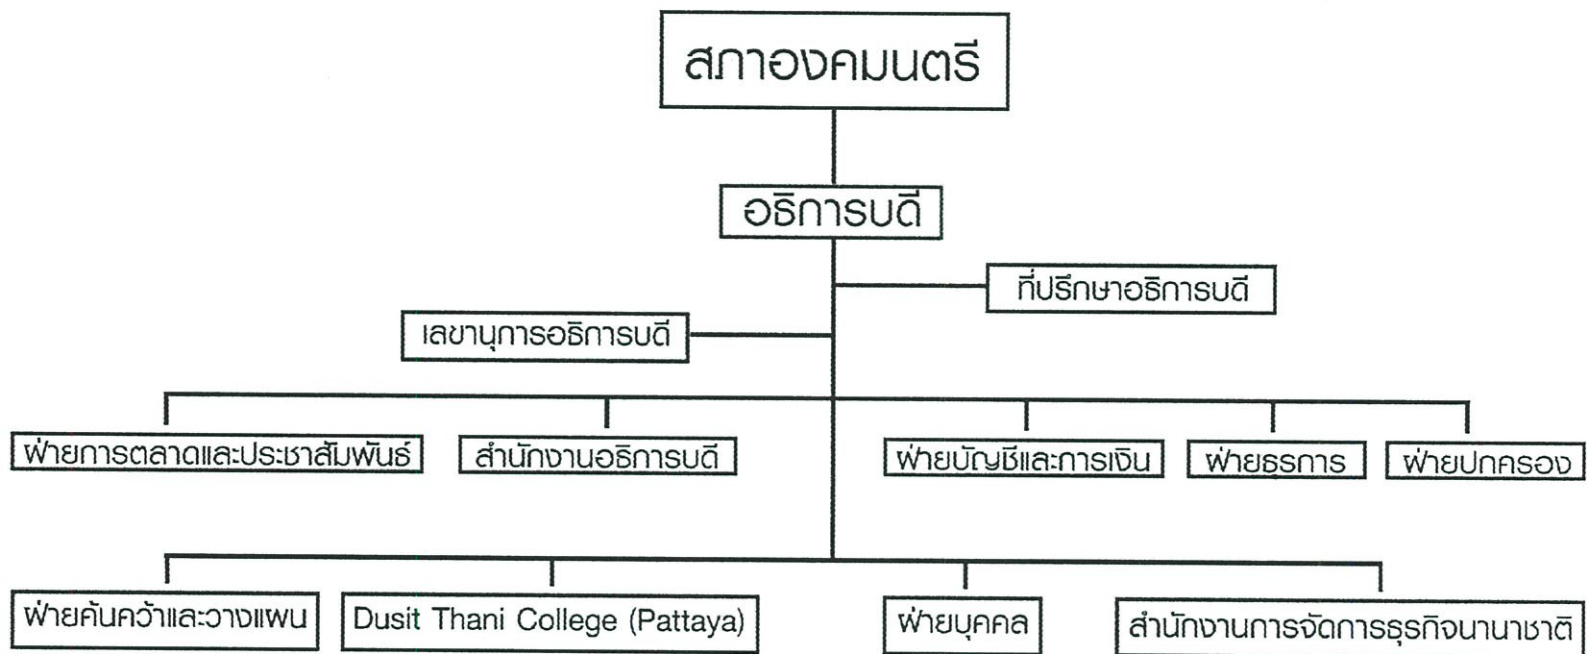 สภาองคมนตรี
อธิการบดี
ที่ปรึกษาอธิการบดี
เลขานุการอธิการบดี
ฝ่ายการตลาดและประชาสัมพันธ์
สำนักงานอธิการบดี
ฝ่ายบัญชีและการเงิน
ฝ่ายธุรการ
ฝ่ายปกครอง
ฝ่ายค้นคว้าและวางแผน
Dusit Thani College (Pattaya)
ฝ่ายบุคคล
สำนักงานการจัดการธุรกิจนานาชาติ